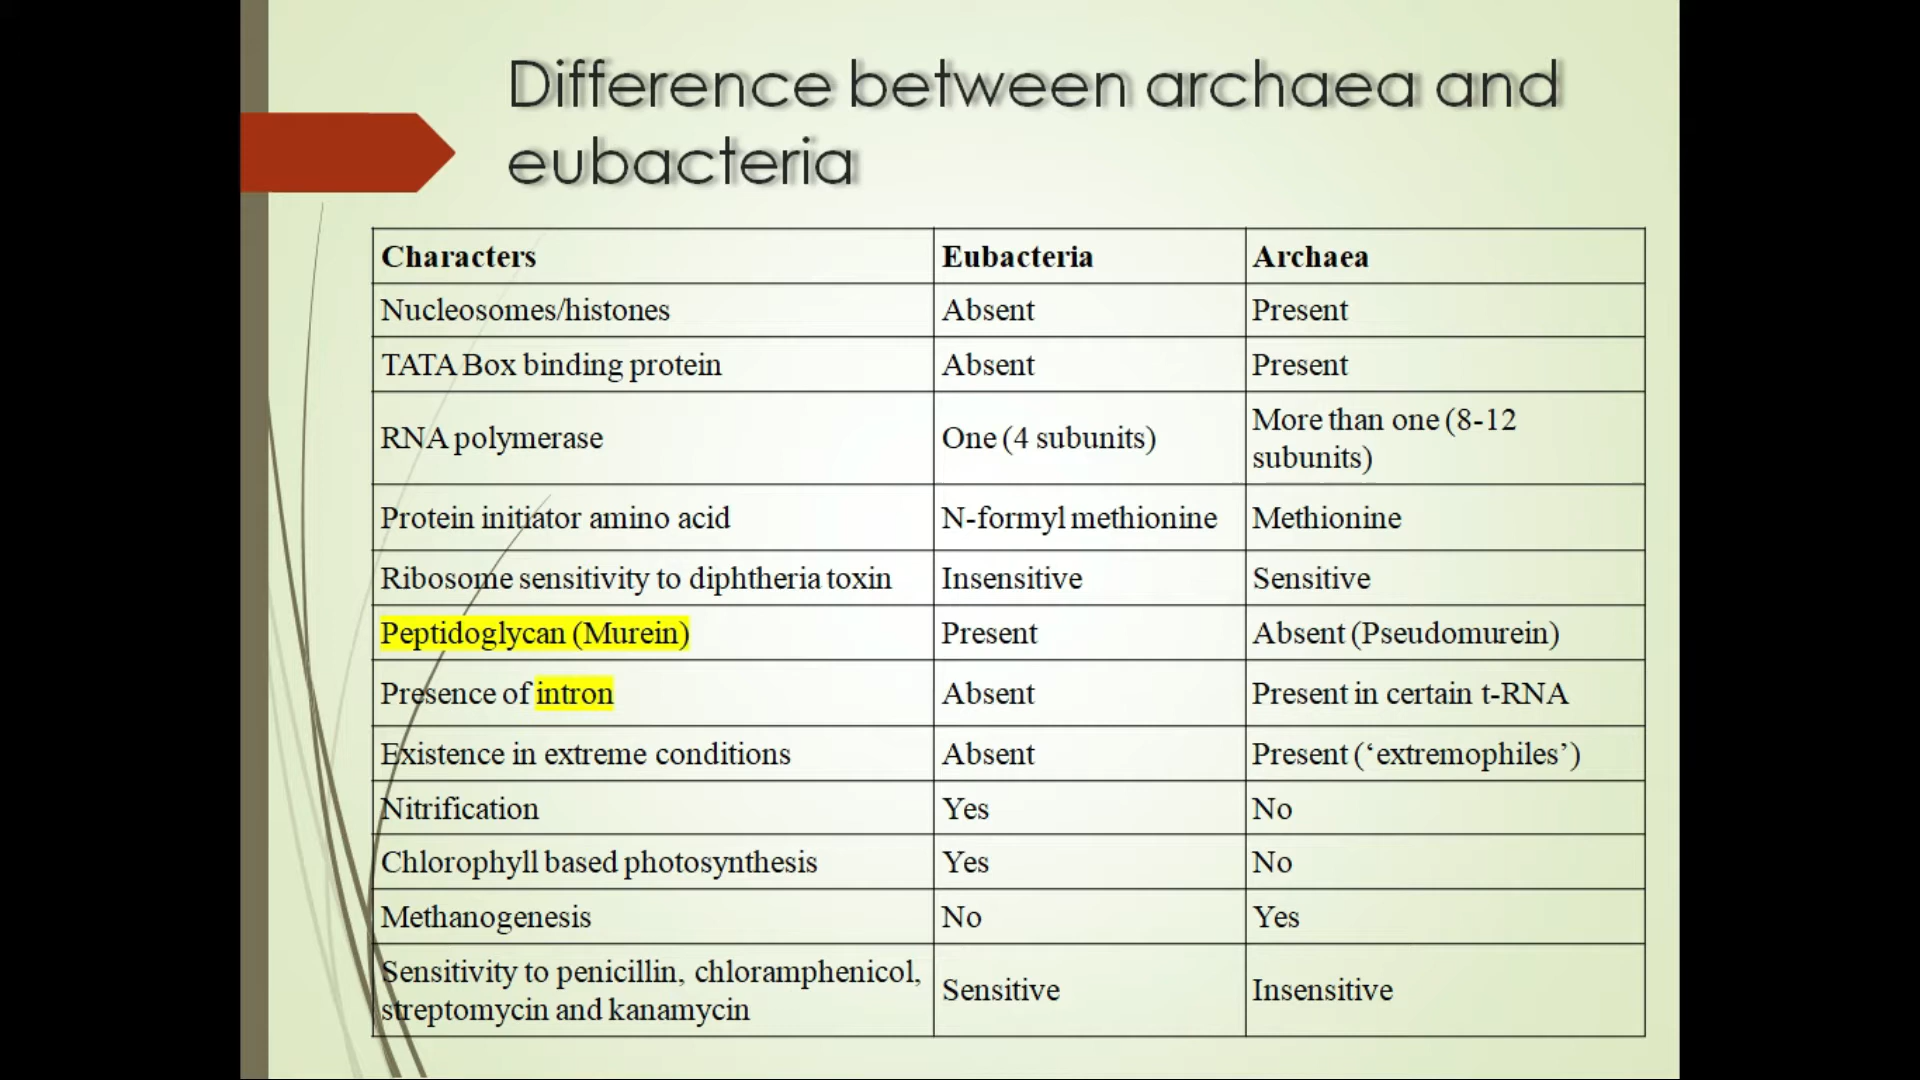 Difference between archaea and
eubacteria
Characters Eubacteria Archaea
Nucleosomes/histones Absent Present
TATA Box binding protein Absent Present
RNA polymerase One (4 subunits) More than one (8-12
subunits)
Protein initiator amino acid N-formyl methionine Methionine
Ribosome sensitivity to diphtheria toxin Insensitive Sensitive
Peptidoglycan (Murein) Present Absent (Pseudomurein)
Presence of intron Absent Present in certain t-RNA
Existence in extreme conditions Absent Present (‘extremophiles’)
Nitrification Yes No
Chlorophyll based photosynthesis Yes No
Methanogenesis No Yes
Sensitivity to penicillin, chloramphenicol,
streptomycin and kanamycin Sensitive Insensitive